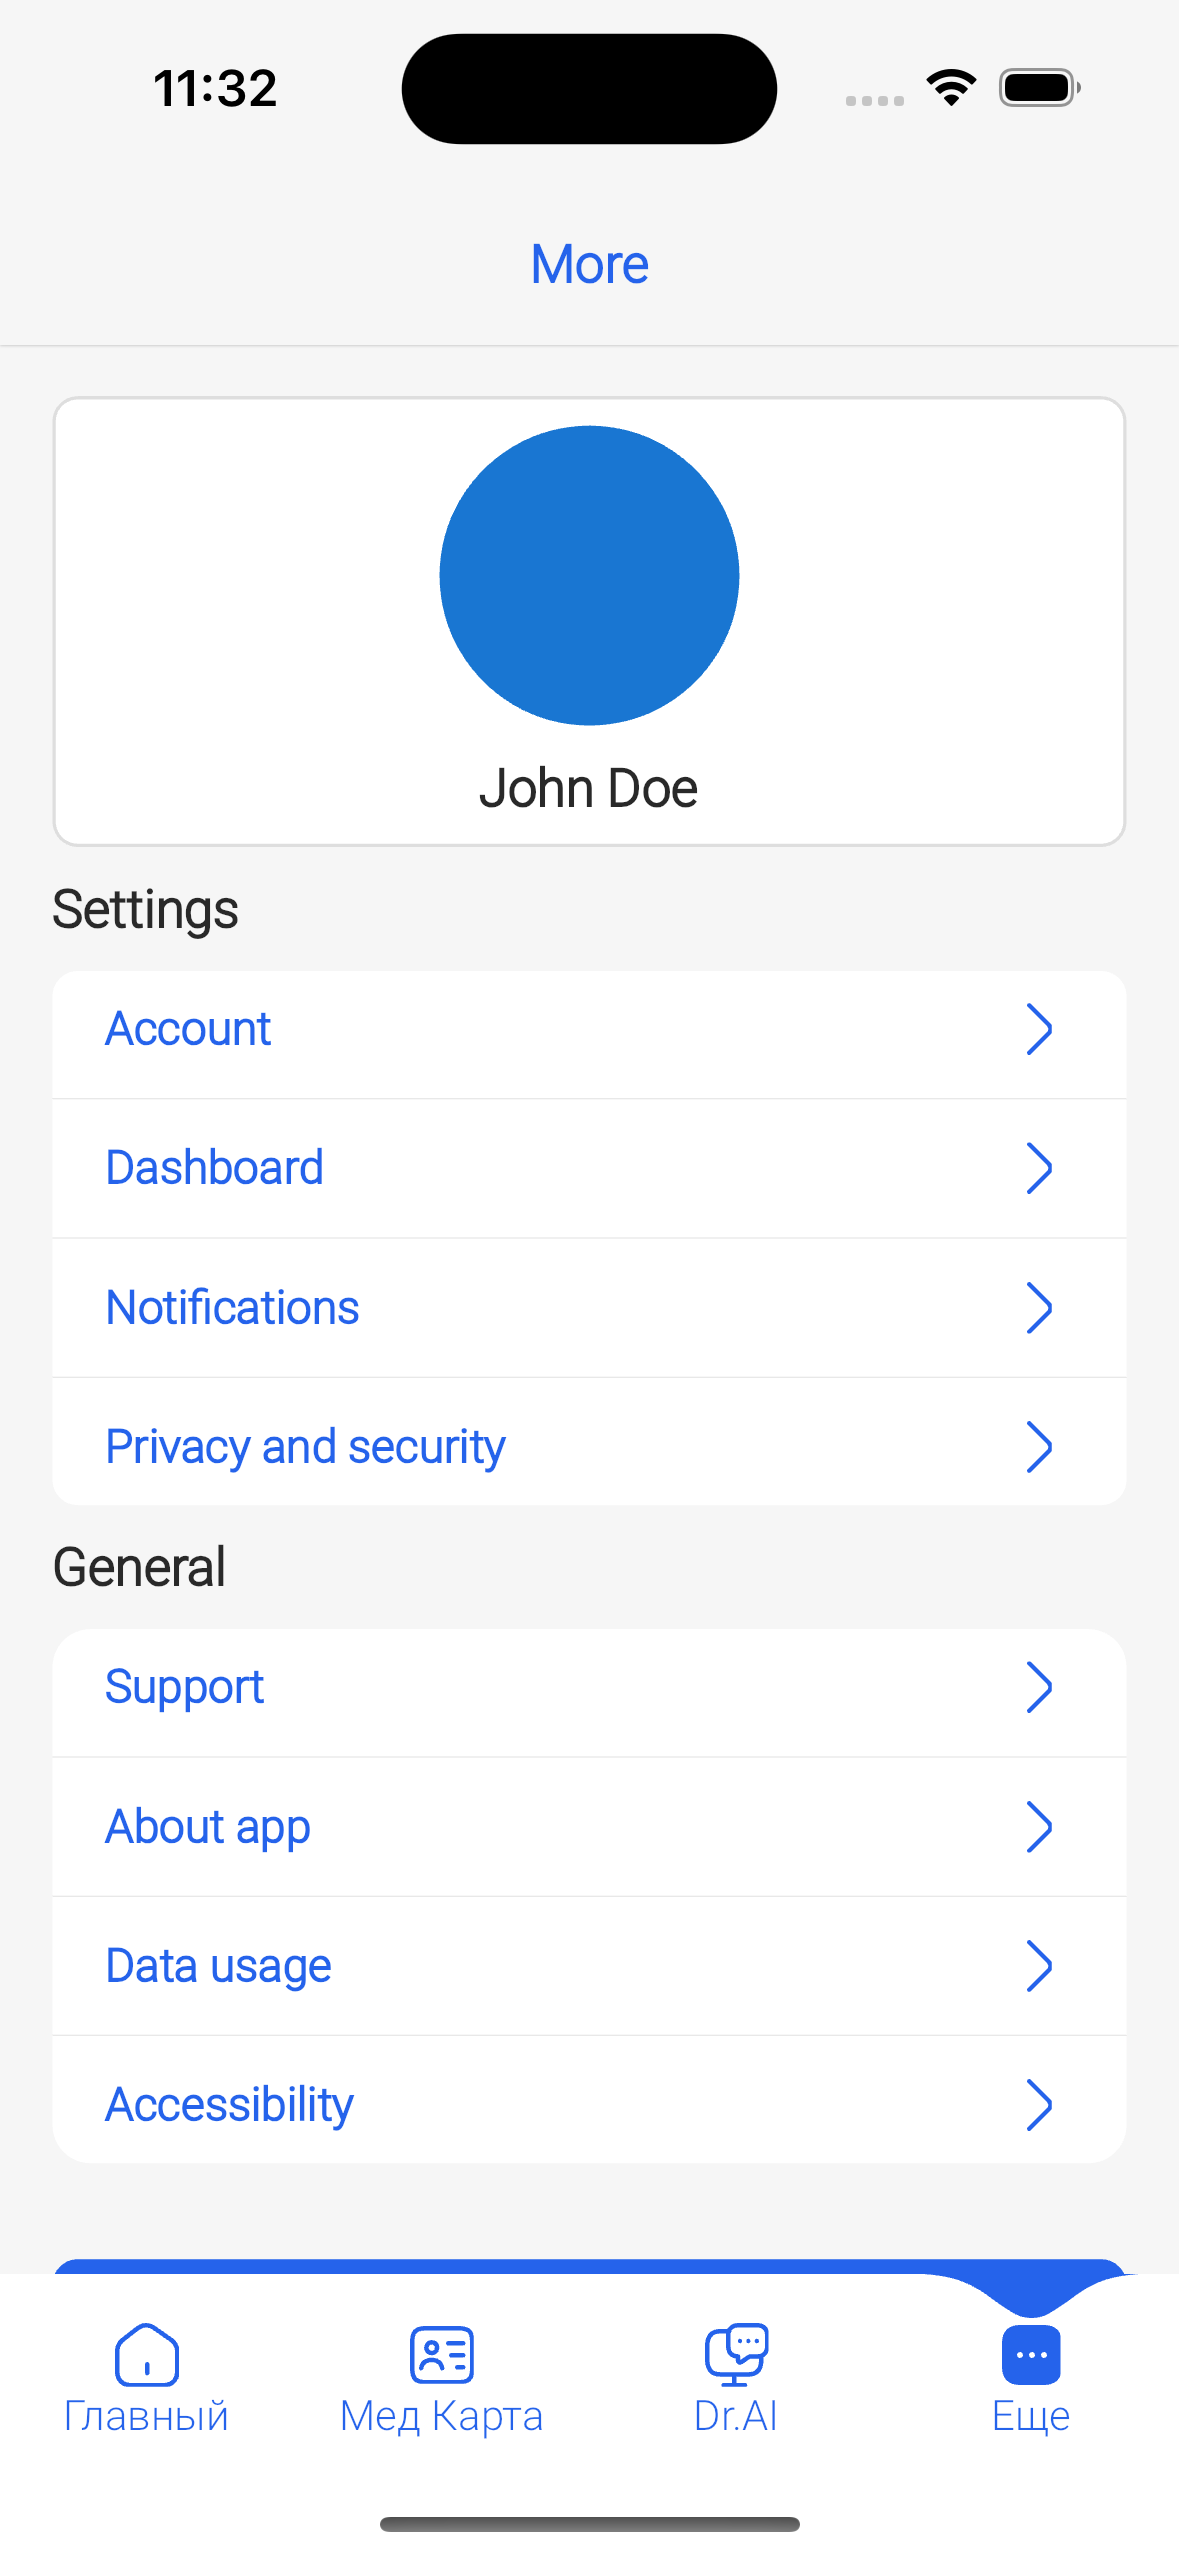 11:32
More
John Doe
Settings
Account
Dashboard
Notifications
Privacy and security
General
Support
About app
Data usage
Accessibility
Главный
Мед Карта
Dr.AI
Еще